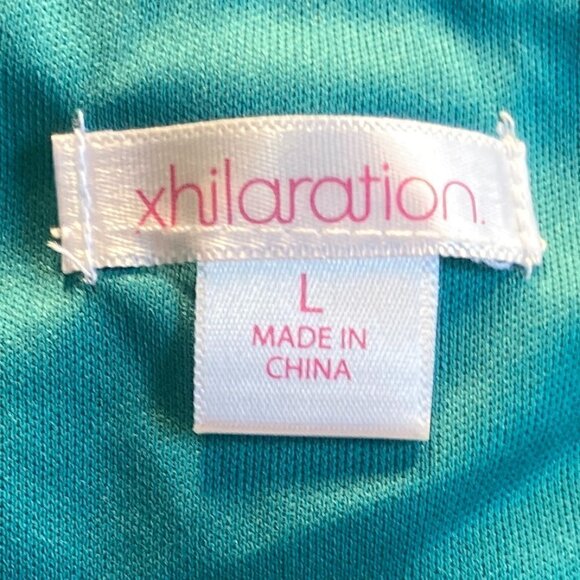 xhilaration.
L
MADE IN
CHINA